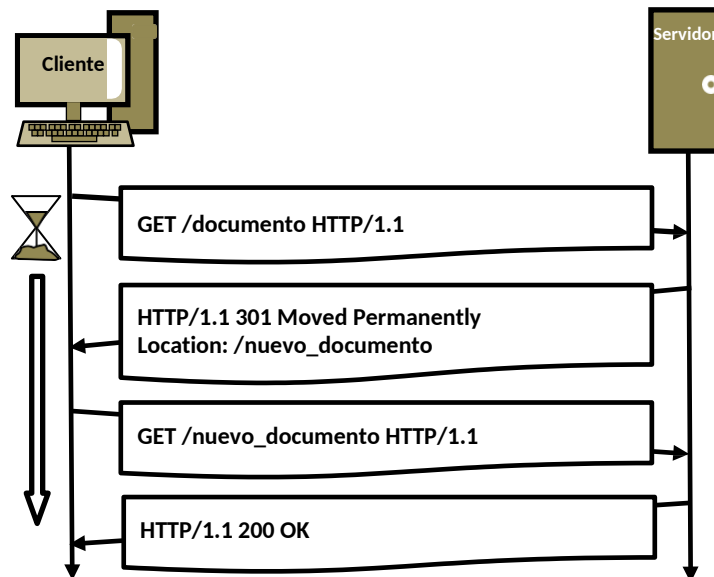 Cliente
Servidor
GET /documento HTTP/1.1
HTTP/1.1 301 Moved Permanently
Location: /nuevo_documento
GET /nuevo_documento HTTP/1.1
HTTP/1.1 200 OK